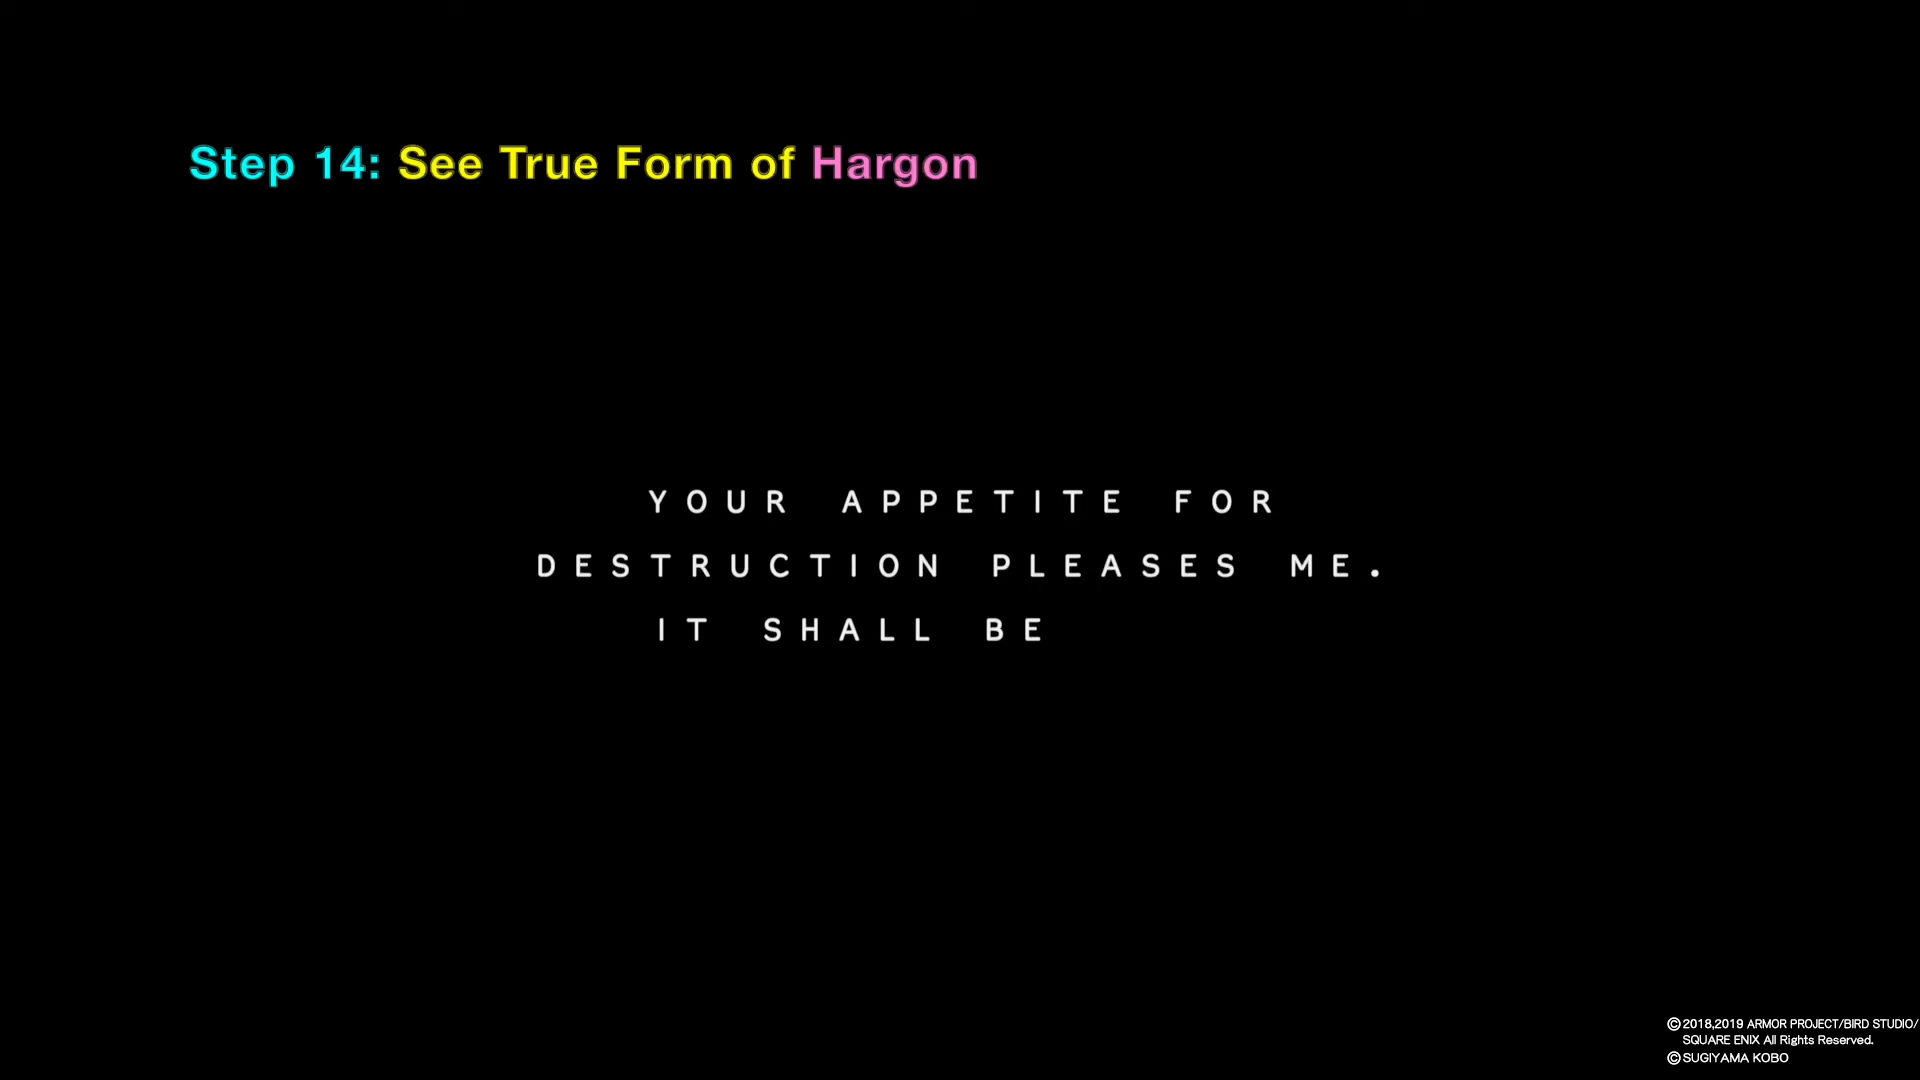 Step 14: See True Form of Hargon
YOUR APPETITE FOR
DESTRUCTION PLEASES ME.
IT SHALL BE
©2018,2019 ARMOR PROJECT/BIRD STUDIO/
SQUARE ENIX All Rights Reserved.
©SUGIYAMA KOBO